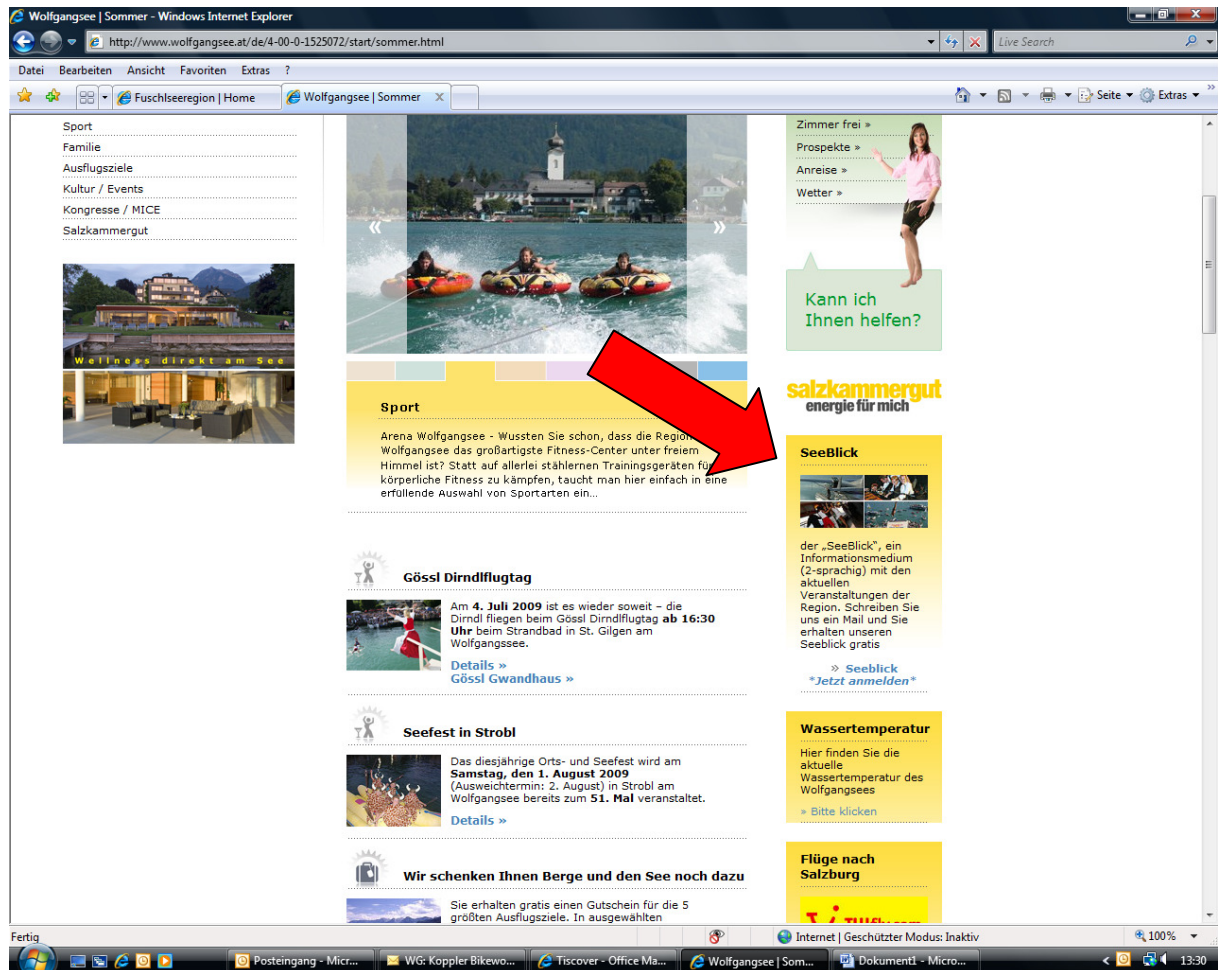 Wolfgangsee | Sommer - Windows Internet Explorer
http://www.wolfgangsee.at/de/4-00-0-1525072/start/sommer.html
Live Search
Datei Bearbeiten Ansicht Favoriten Extras ?
Fuschlseeregion | Home
Wolfgangsee | Sommer
Seite
Extras
Sport
Familie
Ausflugsziele
Kultur / Events
Kongresse / MICE
Salzkammergut
Wellness direkt am See
«
»
Sport
Arena Wolfgangsee - Wussten Sie schon, dass die Region
Wolfgangsee das großartigste Fitness-Center unter freiem
Himmel ist? Statt auf allerlei stählernen Trainingsgeräten für
körperliche Fitness zu kämpfen, taucht man hier einfach in eine
erfüllende Auswahl von Sportarten ein...
Gössl Dirndlflugtag
Am 4. Juli 2009 ist es wieder soweit – die
Dirndl fliegen beim Gössl Dirndlflugtag ab 16:30
Uhr beim Strandbad in St. Gilgen am
Wolfgangssee.
Details »
Gössl Gwandhaus »
Seefest in Strobl
Das diesjährige Orts- und Seefest wird am
Samstag, den 1. August 2009
(Ausweichtermin: 2. August) in Strobl am
Wolfgangsee bereits zum 51. Mal veranstaltet.
Details »
Wir schenken Ihnen Berge und den See noch dazu
Sie erhalten gratis einen Gutschein für die 5
größten Ausflugsziele. In ausgewählten
Zimmer frei »
Prospekte »
Anreise »
Wetter »
Kann ich
Ihnen helfen?
salzkammergut
energie für mich
SeeBlick
der „SeeBlick", ein
Informationsmedium
(2-sprachig) mit den
aktuellen
Veranstaltungen der
Region. Schreiben Sie
uns ein Mail und Sie
erhalten unseren
Seeblick gratis
» Seeblick
*Jetzt anmelden*
Wassertemperatur
Hier finden Sie die
aktuelle
Wassertemperatur des
Wolfgangsees
» Bitte klicken
Flüge nach
Salzburg
TUIfly.com
Fertig
Internet | Geschützter Modus: Inaktiv
100%
Posteingang - Micr...
WG: Koppler Bikewo...
Tiscover - Office Ma...
Wolfgangsee | Som...
Dokument1 - Micro...
13:30